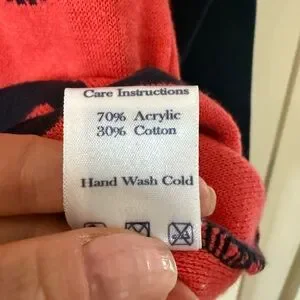 Care Instructions
70% Acrylic
30% Cotton
Hand Wash Cold